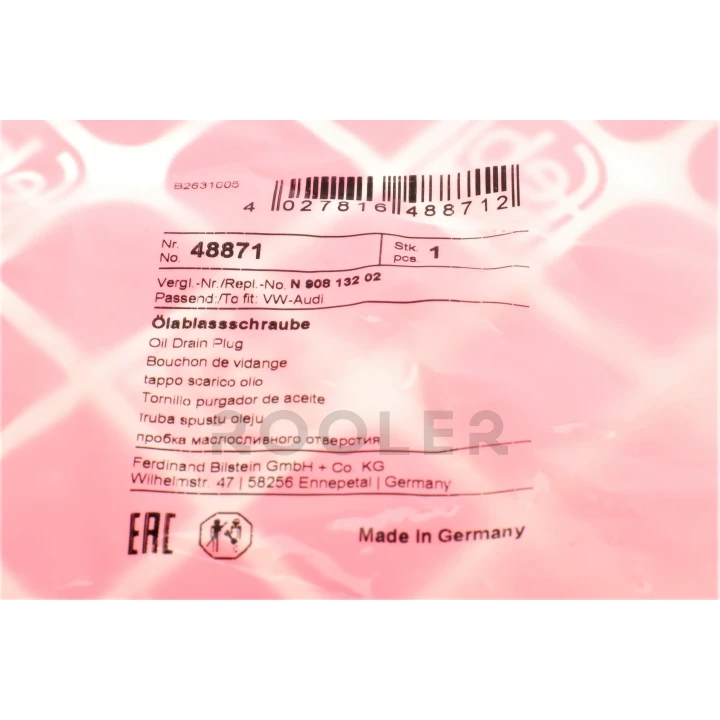 B2631005
4 027816 488712
Nr.
No. 48871
Stk.
pcs. 1
Vergl.-Nr./Repl.-No. N 908 132 02
Passend:/To fit: VW-Audi
Ölablassschraube
Oil Drain Plug
Bouchon de vidange
tappo scarico olio
Tornillo purgador de aceite
śruba spustu oleju
пробка маслосливного отверстия
ROOLER
Ferdinand Bilstein GmbH + Co. KG
Wilhelmstr. 47 | 58256 Ennepetal | Germany
EAC
Made in Germany